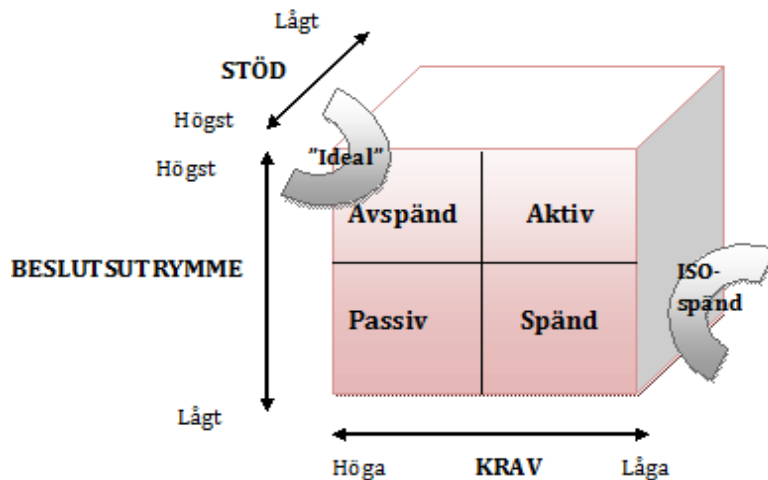 Lågt
STÖD
Högst
Högst
"Ideal"
Avspänd
Aktiv
BESLUTSUTRYMME
ISO-
spänd
Passiv
Spänd
Lågt
Höga
KRAV
Låga